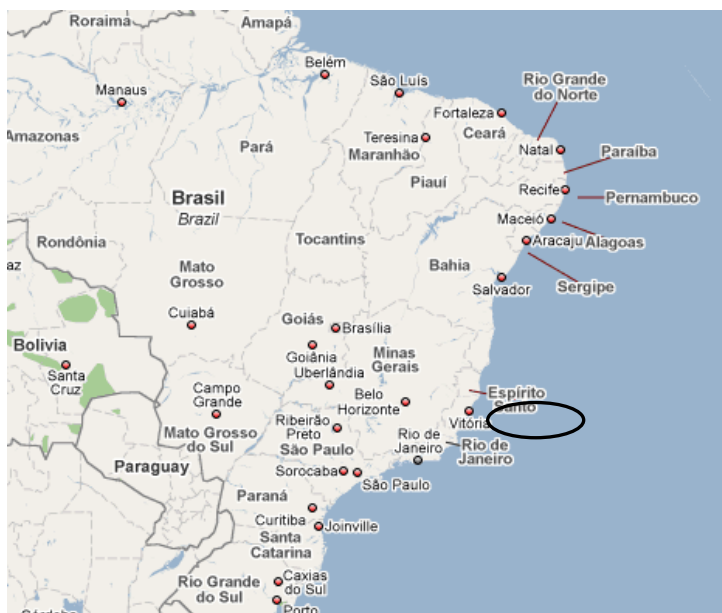 Roraima
Amapá
Belém
São Luís
Rio Grande
do Norte
Manaus
Fortaleza
Amazonas
Pará
Teresina
Maranhão
Ceará
Natal
Paraíba
Piauí
Recife
Pernambuco
Brasil
Brazil
Maceió
Rondônia
Tocantins
Aracaju
Alagoas
az
Mato
Grosso
Bahia
Salvador
Sergipe
Cuiabá
Goiás
Brasília
Bolivia
Goiânia
Minas
Gerais
Santa
Cruz
Uberlândia
Campo
Grande
Belo
Horizonte
Espírito
Santo
Vitória
Mato Grosso
do Sul
Ribeirão
Preto
São Paulo
Rio de
Janeiro
Rio de
Janeiro
Paraguay
Sorocaba
São Paulo
Paraná
Curitiba
Joinville
Santa
Catarina
Rio Grande
do Sul
Caxias
do Sul
Porto